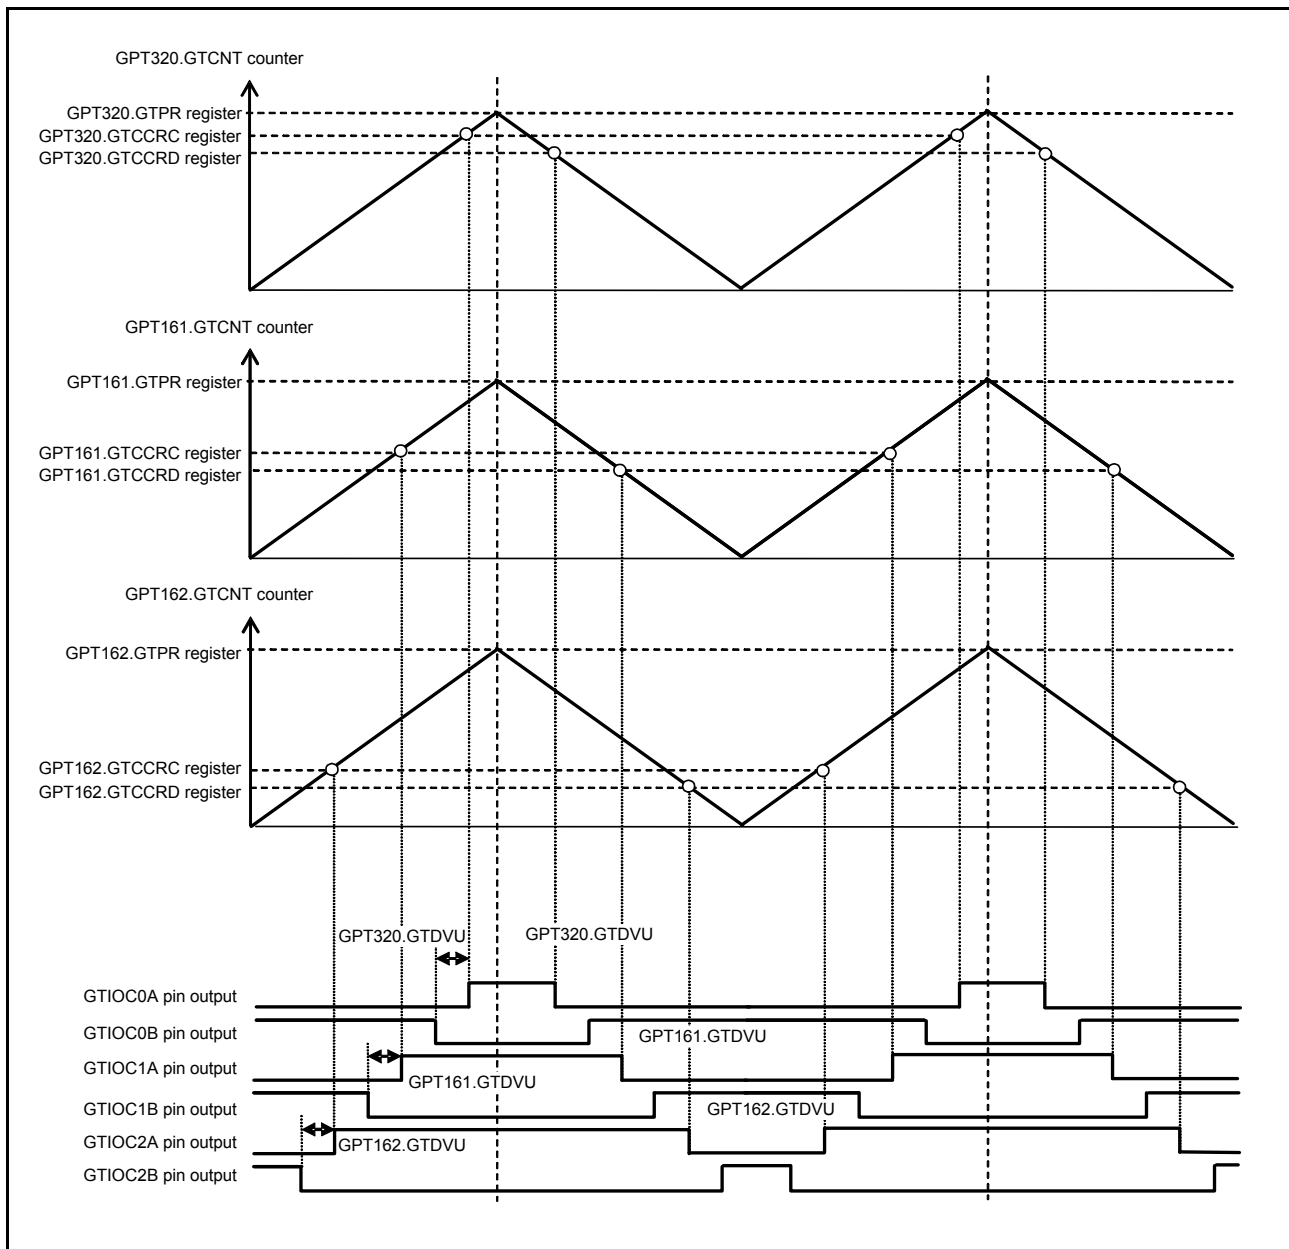 GPT320.GTCNT counter
GPT320.GTPR register
GPT320.GTCCRC register
GPT320.GTCCRD register
GPT161.GTCNT counter
GPT161.GTPR register
GPT161.GTCCRC register
GPT161.GTCCRD register
GPT162.GTCNT counter
GPT162.GTPR register
GPT162.GTCCRC register
GPT162.GTCCRD register
GPT320.GTDVU
GPT320.GTDVU
GTIOC0A pin output
GTIOC0B pin output
GPT161.GTDVU
GTIOC1A pin output
GPT161.GTDVU
GTIOC1B pin output
GPT162.GTDVU
GTIOC2A pin output
GPT162.GTDVU
GTIOC2B pin output